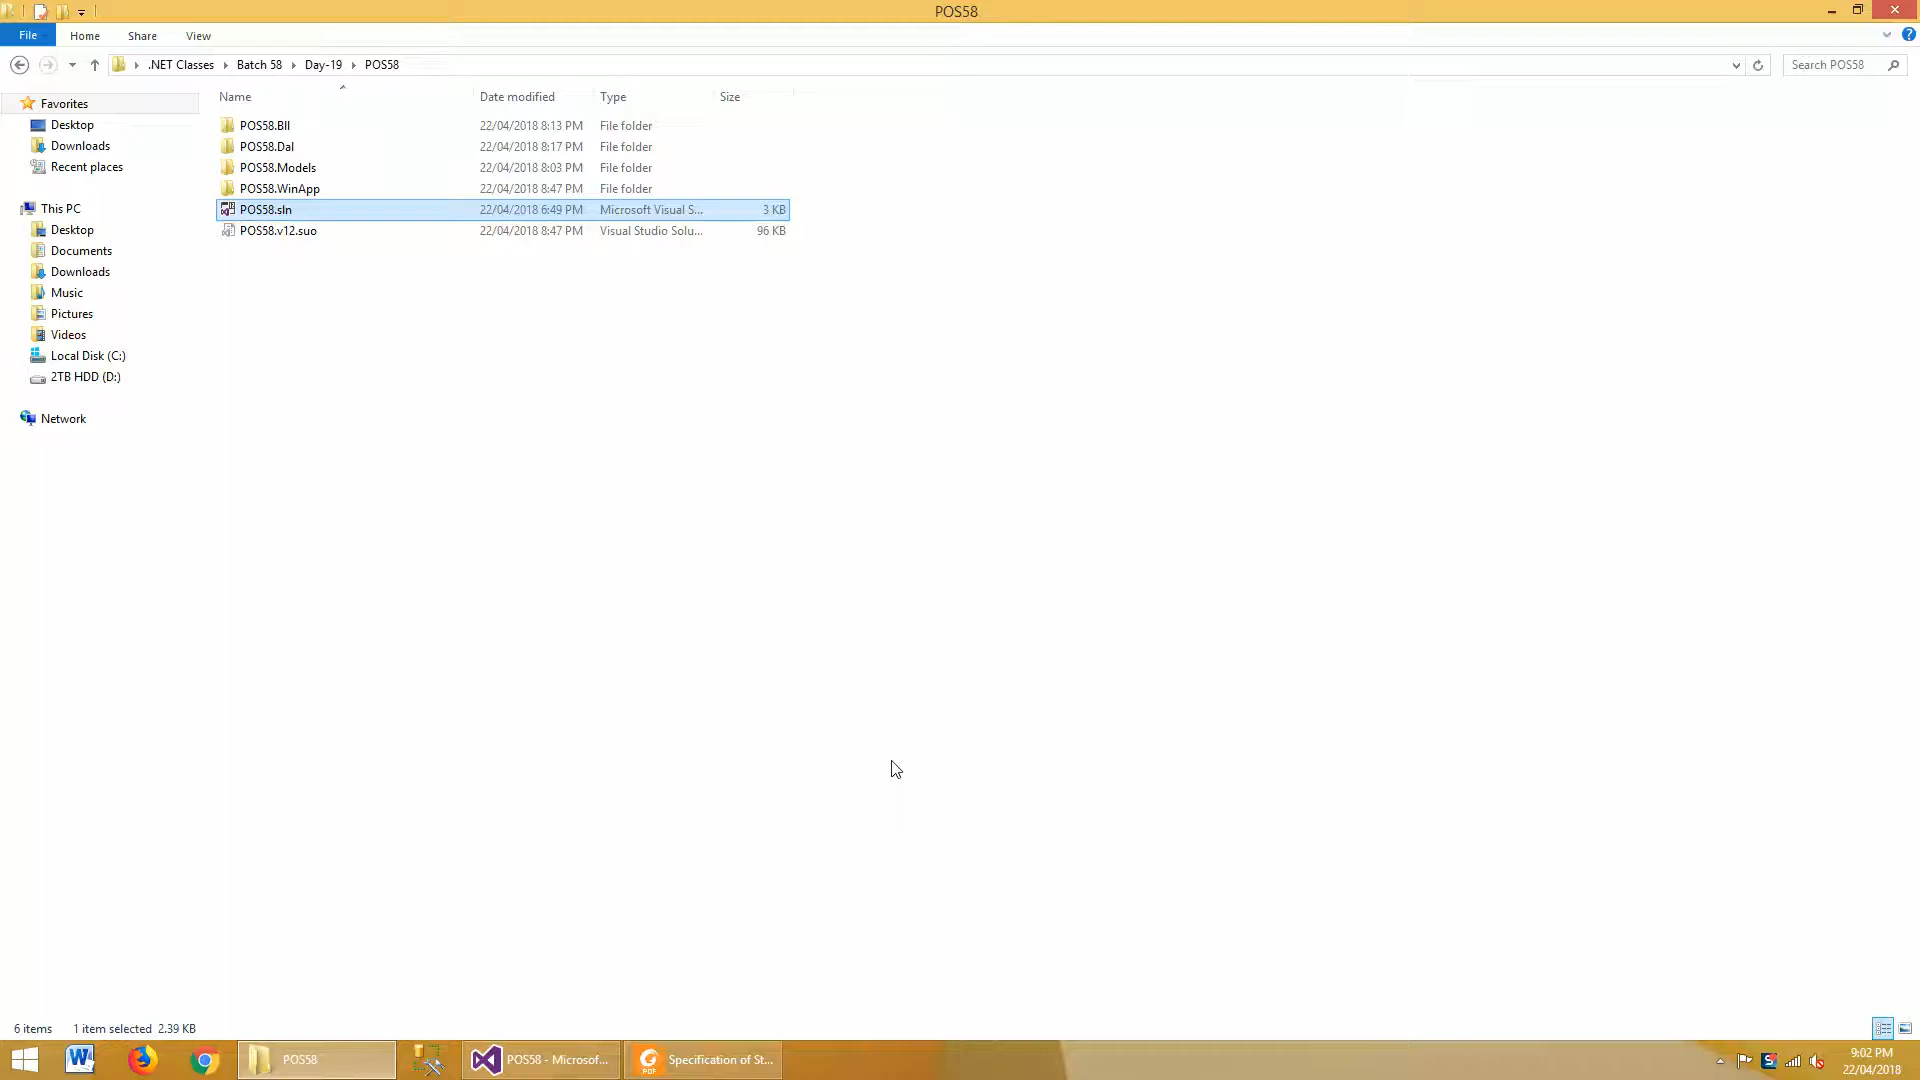 POS58
File Home Share View
.NET Classes Batch 58 Day-19 POS58 Search POS58
Name Date modified Type Size
Favorites
Desktop
Downloads
Recent places
This PC
Desktop
Documents
Downloads
Music
Pictures
Videos
Local Disk (C:)
2TB HDD (D:)
Network
POS58.Bll 22/04/2018 8:13 PM File folder
POS58.Dal 22/04/2018 8:17 PM File folder
POS58.Models 22/04/2018 8:03 PM File folder
POS58.WinApp 22/04/2018 8:47 PM File folder
POS58.sln 22/04/2018 6:49 PM Microsoft Visual S... 3 KB
POS58.v12.suo 22/04/2018 8:47 PM Visual Studio Solu... 96 KB
6 items 1 item selected 2.39 KB
POS58 POS58 - Microsof... PDF Specification of St...
9:02 PM
22/04/2018